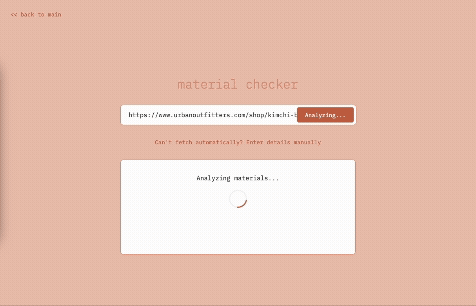 << back to main
material checker
https://www.urbanoutfitters.com/shop/kimchi-b Analyzing...
Can't fetch automatically? Enter details manually
Analyzing materials...